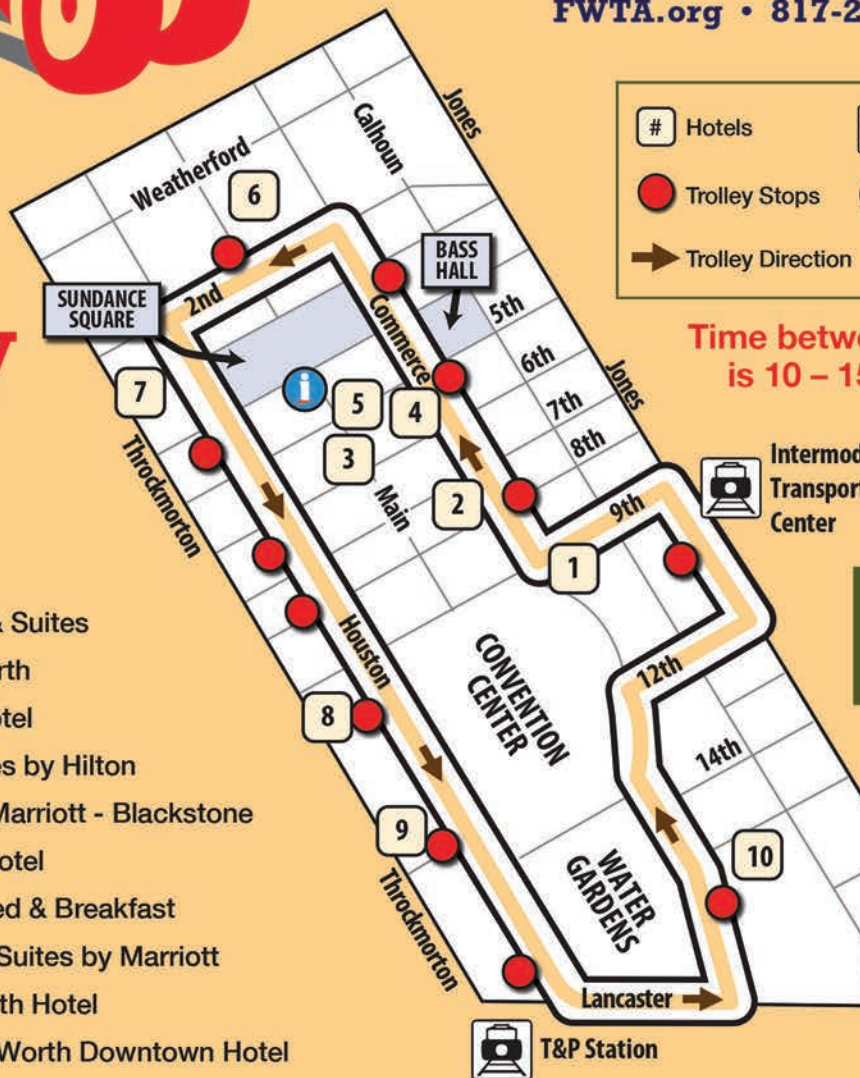 FWTA.org • 817-2
Jones
# Hotels
Trolley Stops
Trolley Direction
Calhoun
Weatherford
6
BASS
HALL
SUNDANCE
SQUARE
2nd
Commerce
5th
6th
7th
8th
Jones
Time betw
is 10 – 15
7
5
4
3
2
Main
Throckmorton
9th
Intermod
Transport
Center
1
Houston
CONVENTION
CENTER
12th
14th
8
9
10
WATER
GARDENS
Throckmorton
Lancaster
T&P Station
& Suites
rth
otel
es by Hilton
Marriott - Blackstone
otel
ed & Breakfast
Suites by Marriott
th Hotel
Worth Downtown Hotel